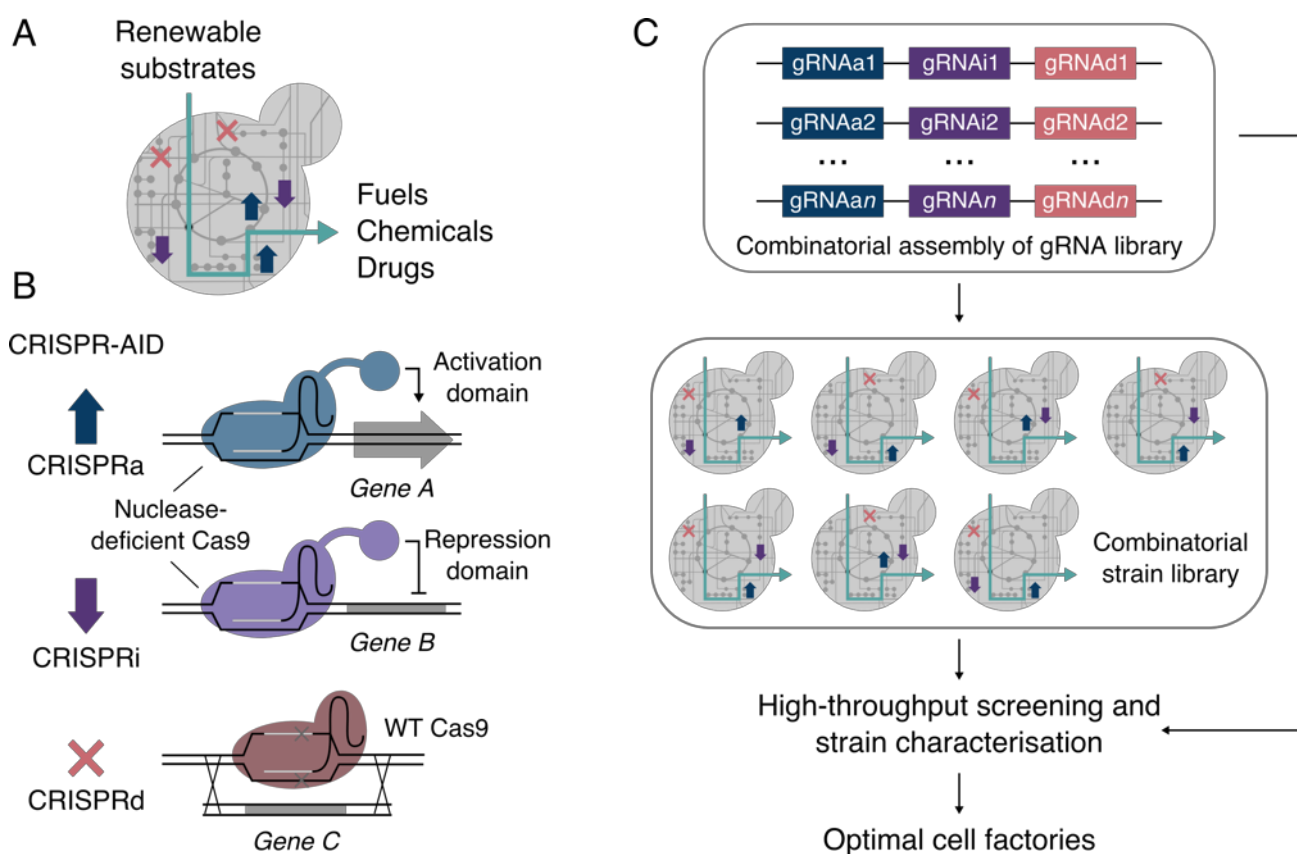 A
Renewable
substrates
Fuels
Chemicals
Drugs
B
CRISPR-AID
CRISPRa
Activation
domain
Gene A
Nuclease-
deficient Cas9
Repression
domain
CRISPRi
Gene B
WT Cas9
CRISPRd
Gene C
C
gRNAa1 gRNAi1 gRNAd1
gRNAa2 gRNAi2 gRNAd2
... ... ...
gRNAan gRNAn gRNAdn
Combinatorial assembly of gRNA library
Combinatorial
strain library
High-throughput screening and
strain characterisation
Optimal cell factories